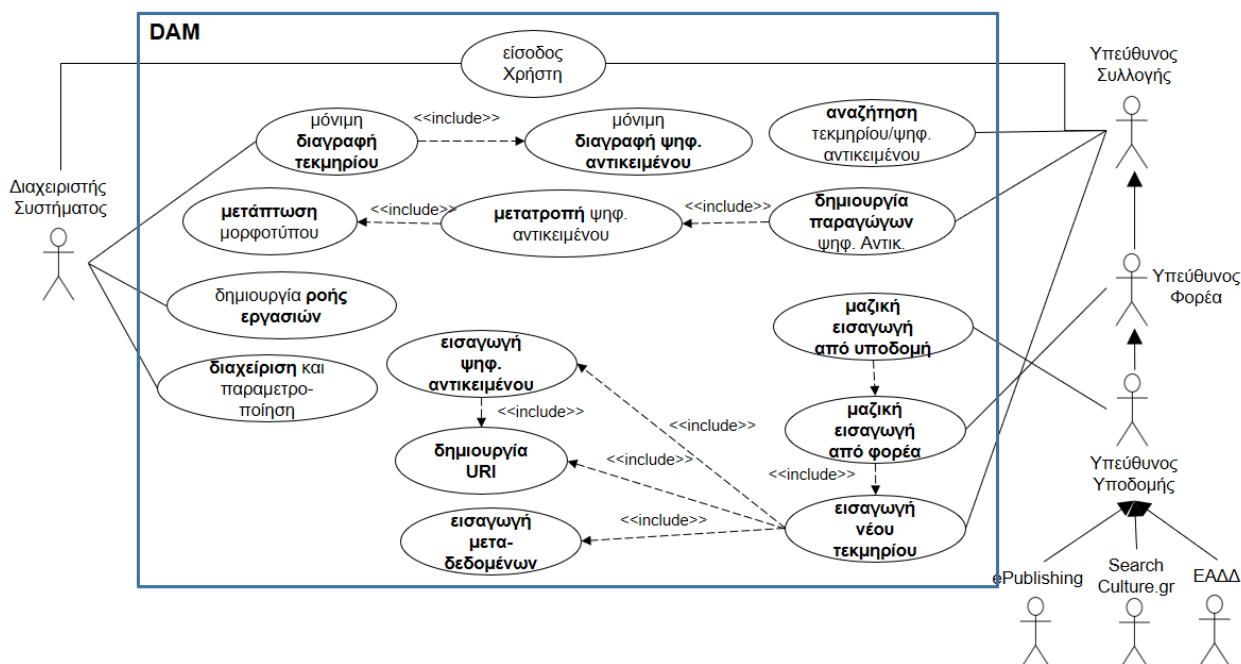 DAM
είσοδος
Χρήστη
Υπεύθυνος
Συλλογής
μόνιμη
διαγραφή
τεκμηρίου
<<include>>
μόνιμη
διαγραφή ψηφ.
αντικειμένου
αναζήτηση
τεκμηρίου/ψηφ.
αντικειμένου
Διαχειριστής
Συστήματος
μετάπτωση
μορφοτύπου
<<include>>
μετατροπή ψηφ.
αντικειμένου
<<include>>
δημιουργία
παραγώγων
ψηφ. Αντικ.
Υπεύθυνος
Φορέα
δημιουργία ροής
εργασιών
μαζική
εισαγωγή
από υποδομή
εισαγωγή
ψηφ.
αντικειμένου
διαχείριση και
παραμετρο-
ποίηση
<<include>>
<<include>>
μαζική
εισαγωγή
από φορέα
δημιουργία
URI
<<include>>
<<include>>
Υπεύθυνος
Υποδομής
εισαγωγή
μετα-
δεδομένων
<<include>>
εισαγωγή
νέου
τεκμηρίου
ePublishing
Search
Culture.gr
ΕΑΔΔ